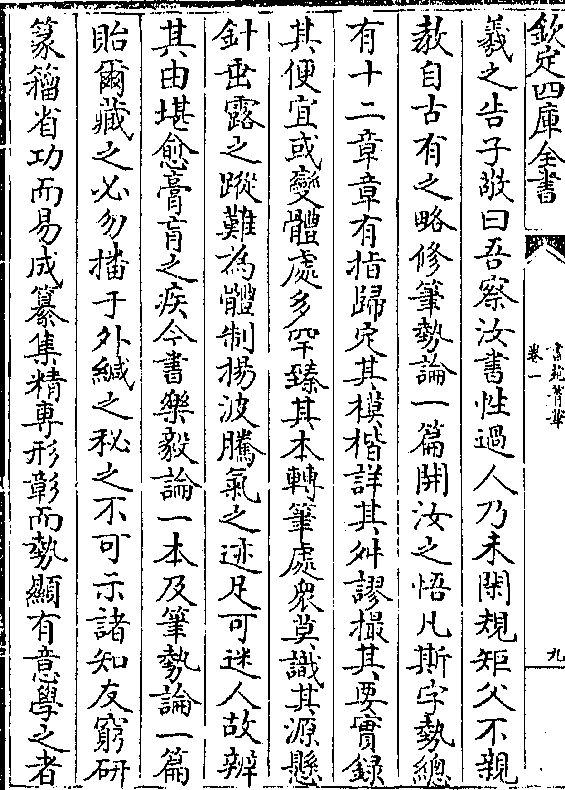 欽定四庫全書
書苑菁華
卷一
九
羲之告子敬曰吾察汝書性過人乃未閑規矩父不親
教自古有之略修筆勢論一篇開汝之悟凡斯字勢總
有十二章章有指歸定其模楷詳其舛謬撮其要實錄
其便宜或變體處多罕臻其本轉筆處衆莫識其源懸
針垂露之蹤難為體制揚波騰氣之迹足可迷人故辨
其由堪愈膏肓之疾今書樂毅論一本及筆勢論一篇
貽爾藏之必勿播于外緘之秘之不可示諸知友窮研
篆籀省功而易成纂集精專形彰而勢顯有意學之者